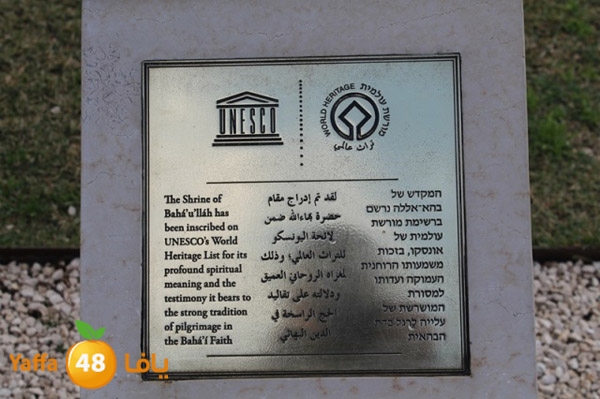 UNESCO
WORLD HERITAGE מורשת עולמית
تراث عالمي
The Shrine of
Bahá'u'lláh has
been inscribed on
UNESCO's World
Heritage List for its
profound spiritual
meaning and the
testimony it bears to
the strong tradition
of pilgrimage in
the Bahá'í Faith
لقد تم إدراج مقام
حضرة بهاءالله ضمن
لائحة اليونسكو
للتراث العالمي؛ وذلك
لمغزاه الروحاني العميق
ودلالته على تقاليد
الحج الراسخة في
الدين البهائي
המקדש של
בהא-אללה נרשם
ברשימת מורשת
עולמית של
אונסקו, בזכות
משמעותו הרוחנית
העמוקה ועדותו
למסורת
המושרשת של
עלייה לרגל בדת
הבהאית
Yaffa 48 يافا